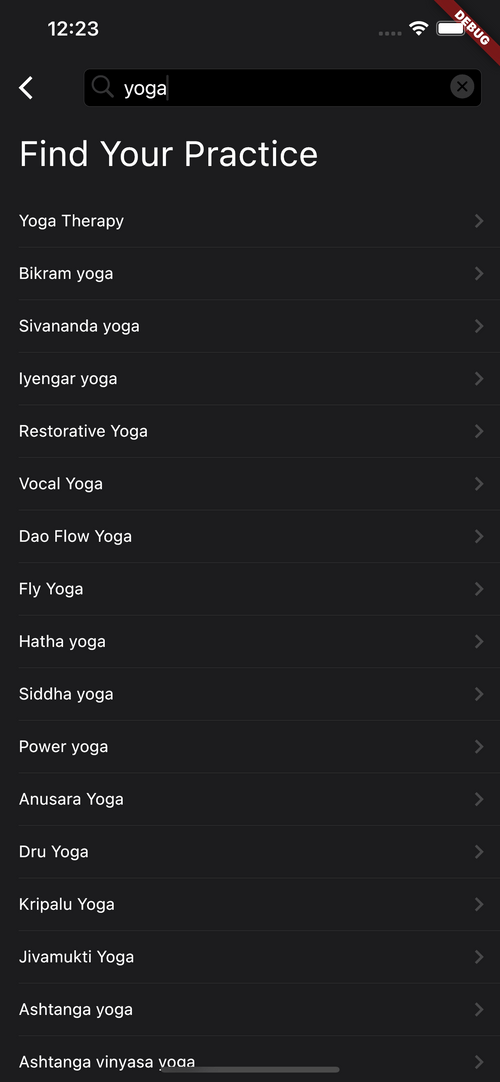 12:23
DEBUG
yoga
Find Your Practice
Yoga Therapy
Bikram yoga
Sivananda yoga
Iyengar yoga
Restorative Yoga
Vocal Yoga
Dao Flow Yoga
Fly Yoga
Hatha yoga
Siddha yoga
Power yoga
Anusara Yoga
Dru Yoga
Kripalu Yoga
Jivamukti Yoga
Ashtanga yoga
Ashtanga vinyasa yoga